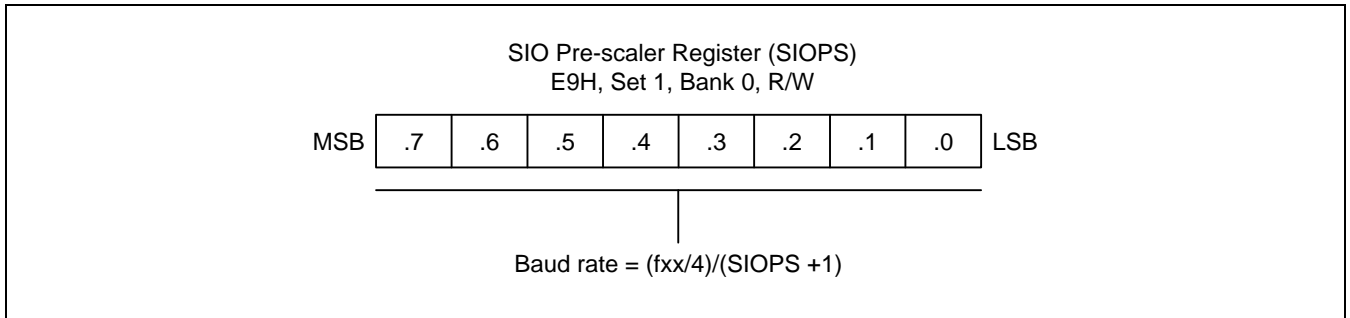 SIO Pre-scaler Register (SIOPS)
E9H, Set 1, Bank 0, R/W
MSB .7 .6 .5 .4 .3 .2 .1 .0 LSB
Baud rate = (fxx/4)/(SIOPS +1)